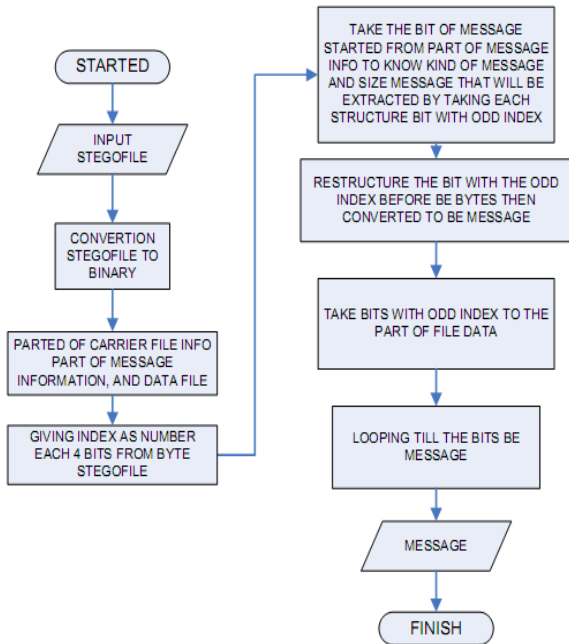 STARTED
INPUT
STEGOFILE
CONVERTION
STEGOFILE TO
BINARY
PARTED OF CARRIER FILE INFO
PART OF MESSAGE
INFORMATION, AND DATA FILE
GIVING INDEX AS NUMBER
EACH 4 BITS FROM BYTE
STEGOFILE
TAKE THE BIT OF MESSAGE
STARTED FROM PART OF MESSAGE
INFO TO KNOW KIND OF MESSAGE
AND SIZE MESSAGE THAT WILL BE
EXTRACTED BY TAKING EACH
STRUCTURE BIT WITH ODD INDEX
RESTRUCTURE THE BIT WITH THE ODD
INDEX BEFORE BE BYTES THEN
CONVERTED TO BE MESSAGE
TAKE BITS WITH ODD INDEX TO THE
PART OF FILE DATA
LOOPING TILL THE BITS BE
MESSAGE
MESSAGE
FINISH